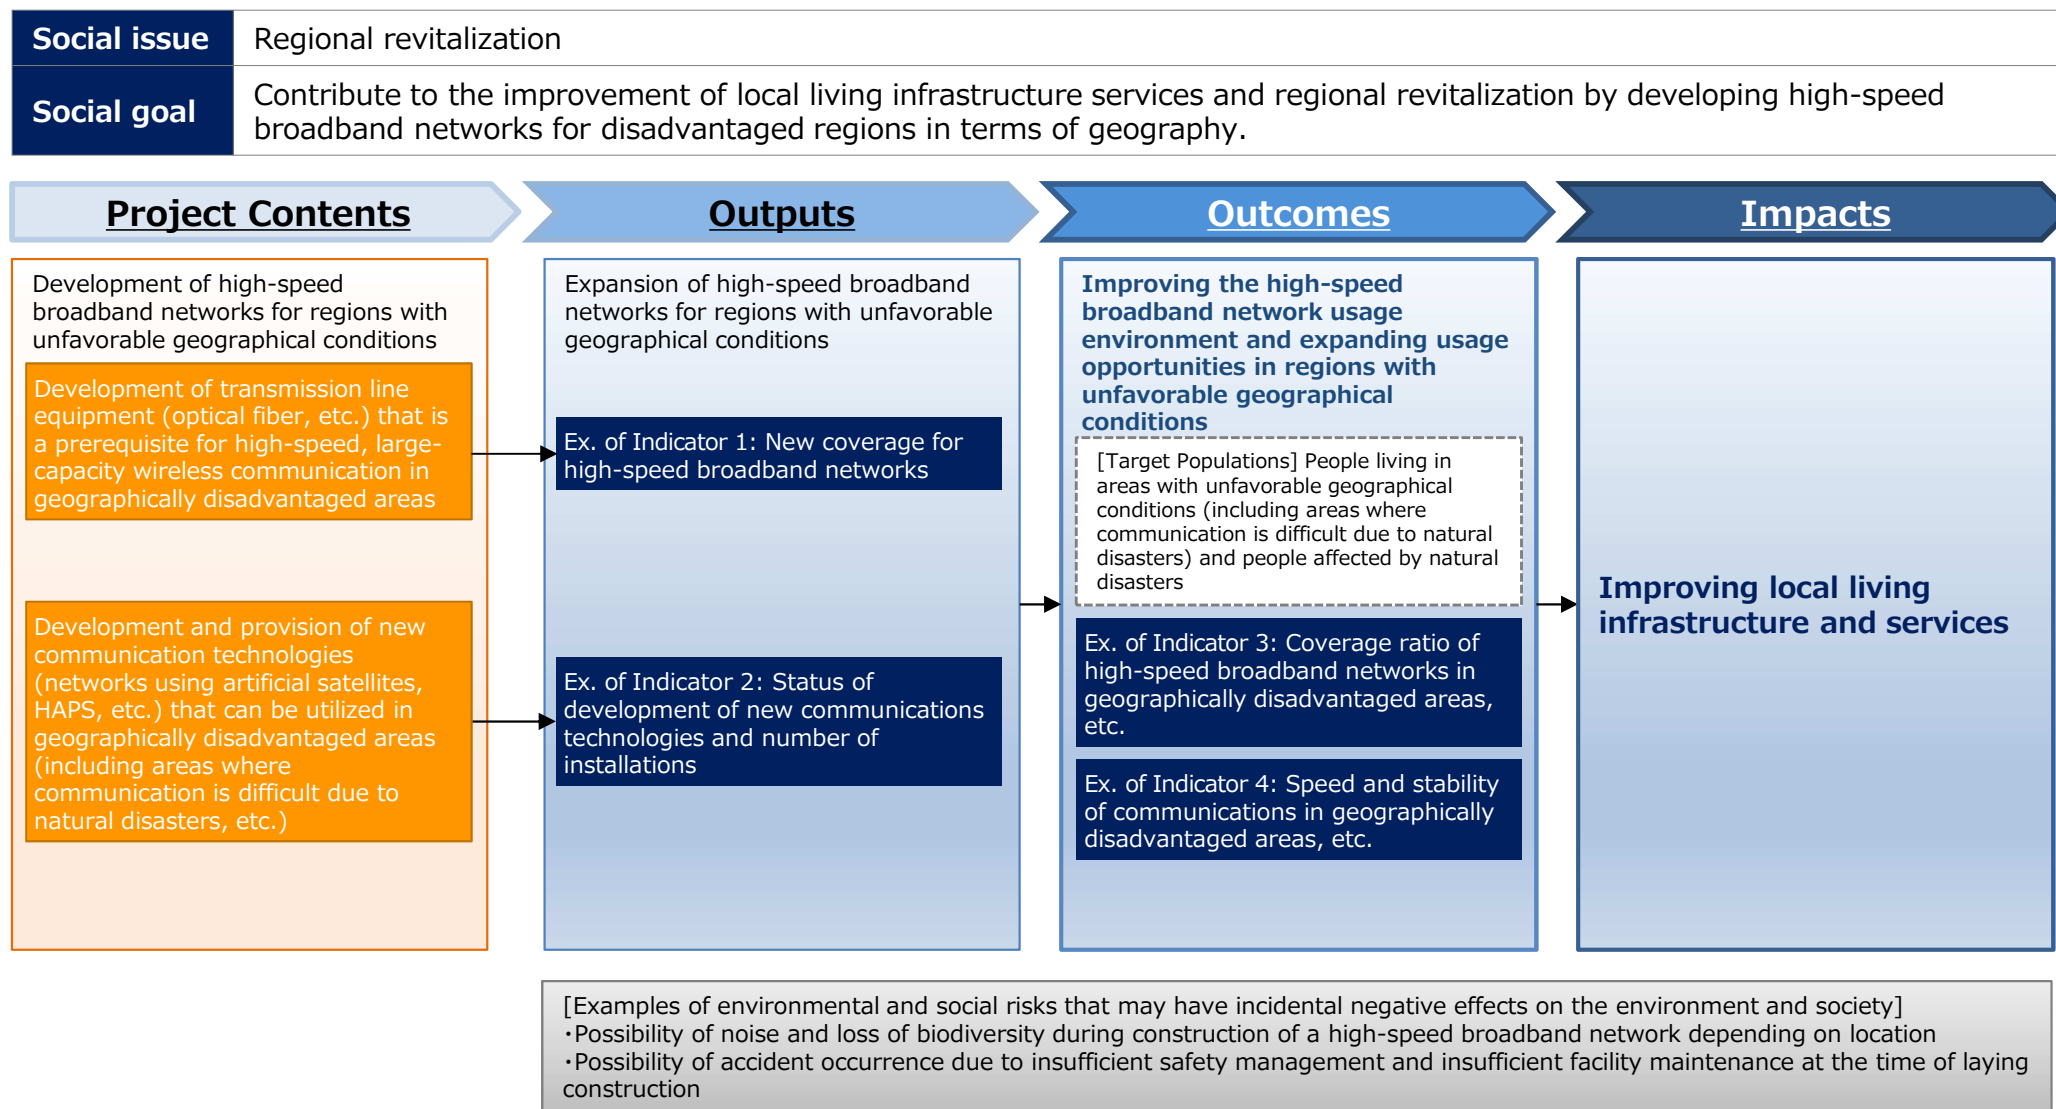 Social issue
Regional revitalization
Social goal
Contribute to the improvement of local living infrastructure services and regional revitalization by developing high-speed
broadband networks for disadvantaged regions in terms of geography.
Project Contents
Outputs
Outcomes
Impacts
Development of high-speed
broadband networks for regions with
unfavorable geographical conditions
Development of transmission line
equipment (optical fiber, etc.) that is
a prerequisite for high-speed, large-
capacity wireless communication in
geographically disadvantaged areas
Development and provision of new
communication technologies
(networks using artificial satellites,
HAPS, etc.) that can be utilized in
geographically disadvantaged areas
(including areas where
communication is difficult due to
natural disasters, etc.)
Expansion of high-speed broadband
networks for regions with unfavorable
geographical conditions
Ex. of Indicator 1: New coverage for
high-speed broadband networks
Ex. of Indicator 2: Status of
development of new communications
technologies and number of
installations
Improving the high-speed
broadband network usage
environment and expanding usage
opportunities in regions with
unfavorable geographical
conditions
[Target Populations] People living in
areas with unfavorable geographical
conditions (including areas where
communication is difficult due to natural
disasters) and people affected by natural
disasters
Ex. of Indicator 3: Coverage ratio of
high-speed broadband networks in
geographically disadvantaged areas,
etc.
Ex. of Indicator 4: Speed and stability
of communications in geographically
disadvantaged areas, etc.
Improving local living
infrastructure and services
[Examples of environmental and social risks that may have incidental negative effects on the environment and society]
・Possibility of noise and loss of biodiversity during construction of a high-speed broadband network depending on location
・Possibility of accident occurrence due to insufficient safety management and insufficient facility maintenance at the time of laying
construction